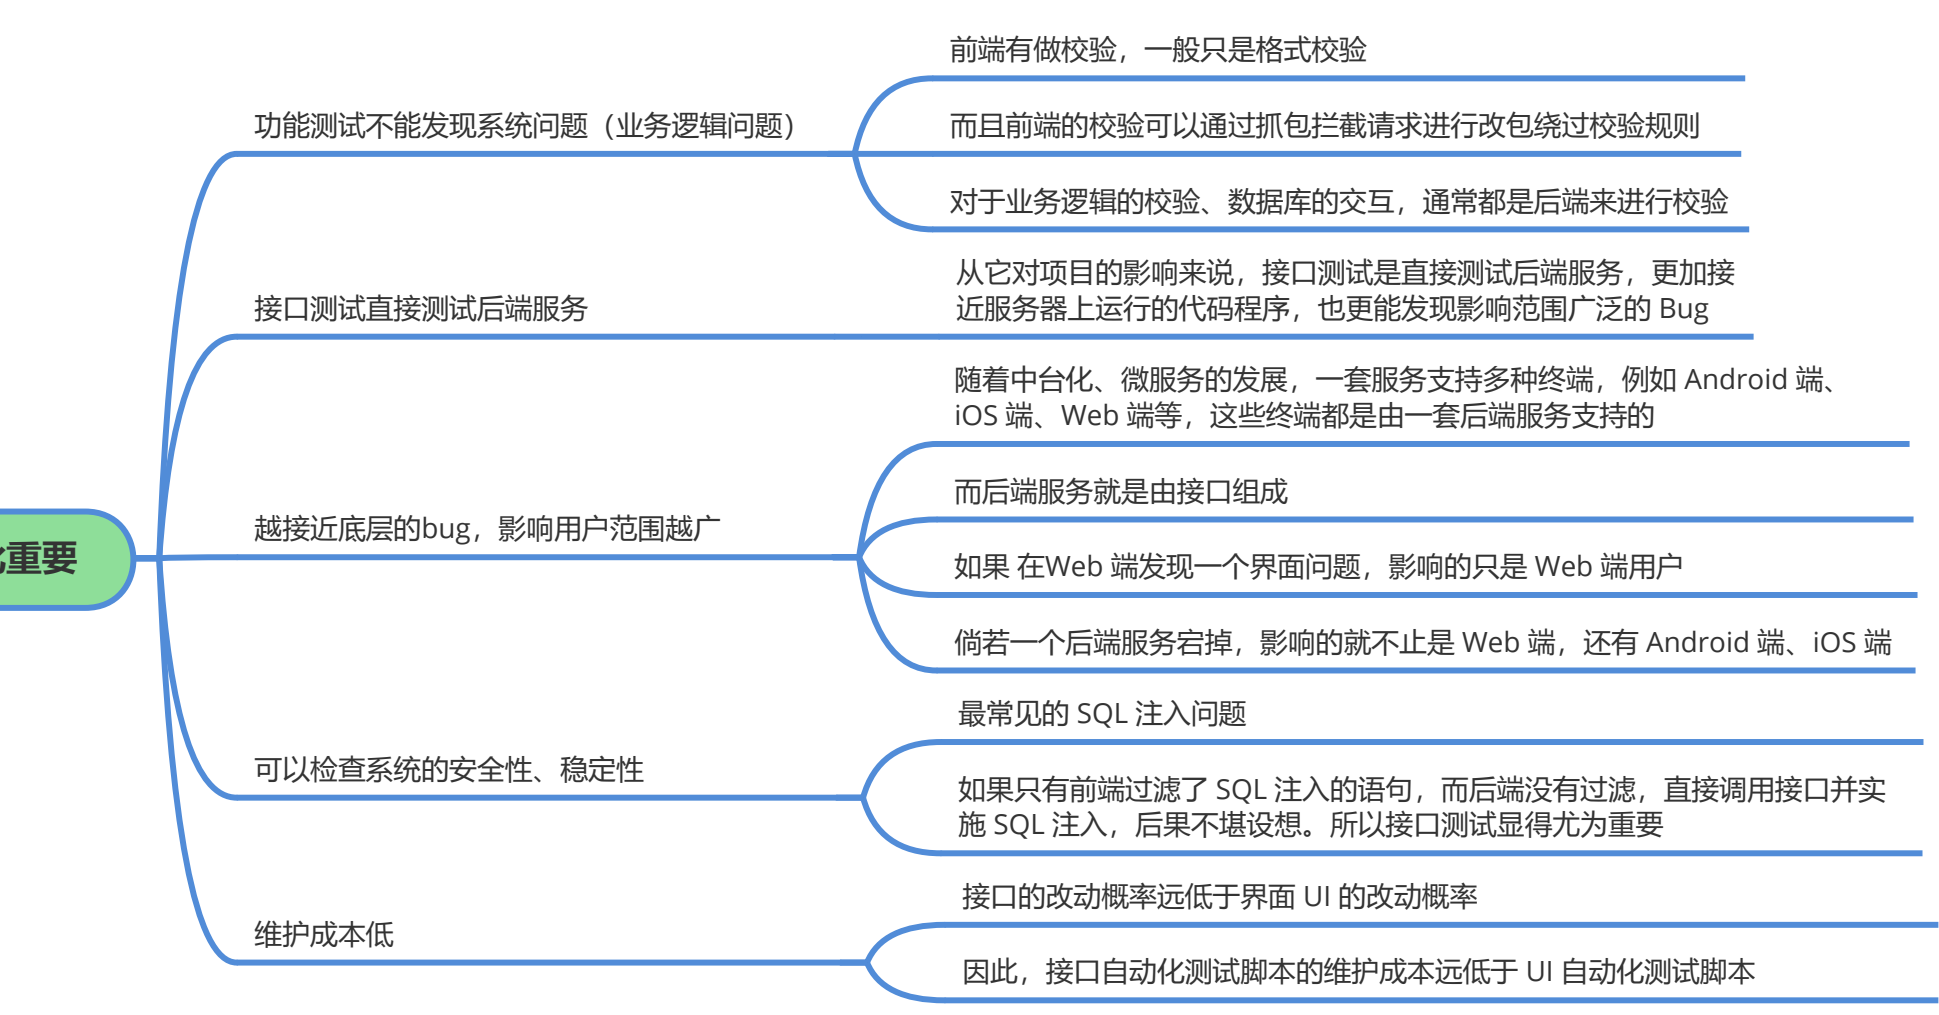 重要
功能测试不能发现系统问题（业务逻辑问题）
前端有做校验，一般只是格式校验
而且前端的校验可以通过抓包拦截请求进行改包绕过校验规则
对于业务逻辑的校验、数据库的交互，通常都是后端来进行校验
接口测试直接测试后端服务
从它对项目的影响来说，接口测试是直接测试后端服务，更加接
近服务器上运行的代码程序，也更能发现影响范围广泛的 Bug
越接近底层的bug，影响用户范围越广
随着中台化、微服务的发展，一套服务支持多种终端，例如 Android 端、
iOS 端、Web 端等，这些终端都是由一套后端服务支持的
而后端服务就是由接口组成
如果 在Web 端发现一个界面问题，影响的只是 Web 端用户
倘若一个后端服务宕掉，影响的就不止是 Web 端，还有 Android 端、iOS 端
可以检查系统的安全性、稳定性
最常见的 SQL 注入问题
如果只有前端过滤了 SQL 注入的语句，而后端没有过滤，直接调用接口并实
施 SQL 注入，后果不堪设想。所以接口测试显得尤为重要
维护成本低
接口的改动概率远低于界面 UI 的改动概率
因此，接口自动化测试脚本的维护成本远低于 UI 自动化测试脚本